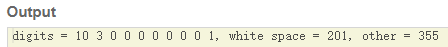 Output
digits = 10 3 0 0 0 0 0 0 0 1, white space = 201, other = 355